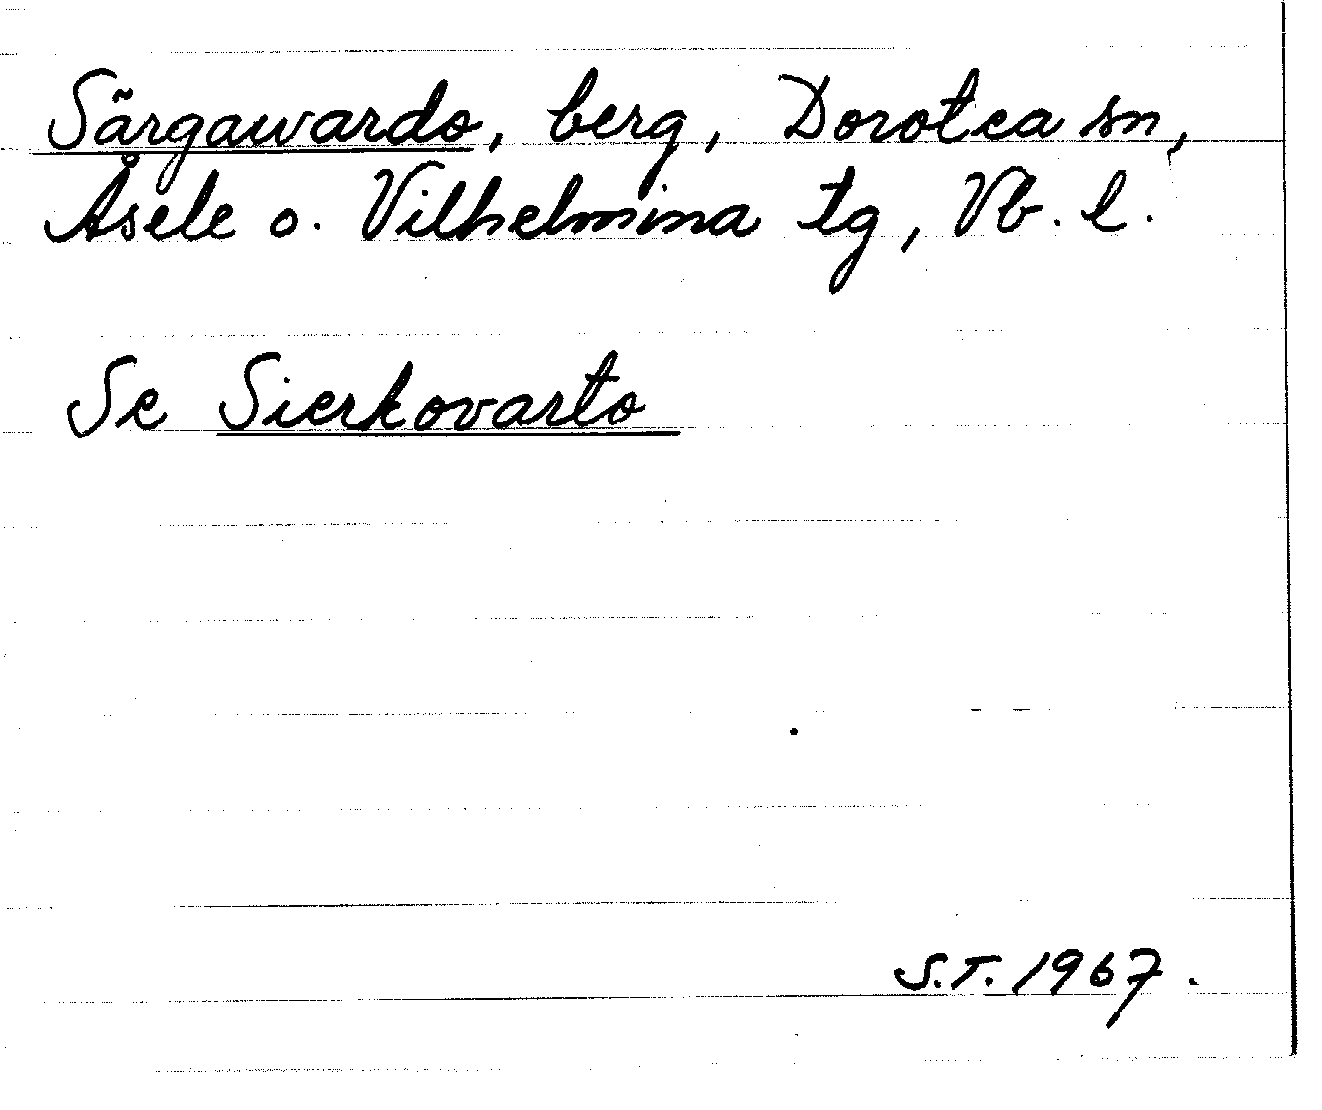 Särgawardo, berg, Dorotea sn,
Åsele o. Vilhelmina tg, Vb. l.
Se Sierkovarto
S.T. 1967.